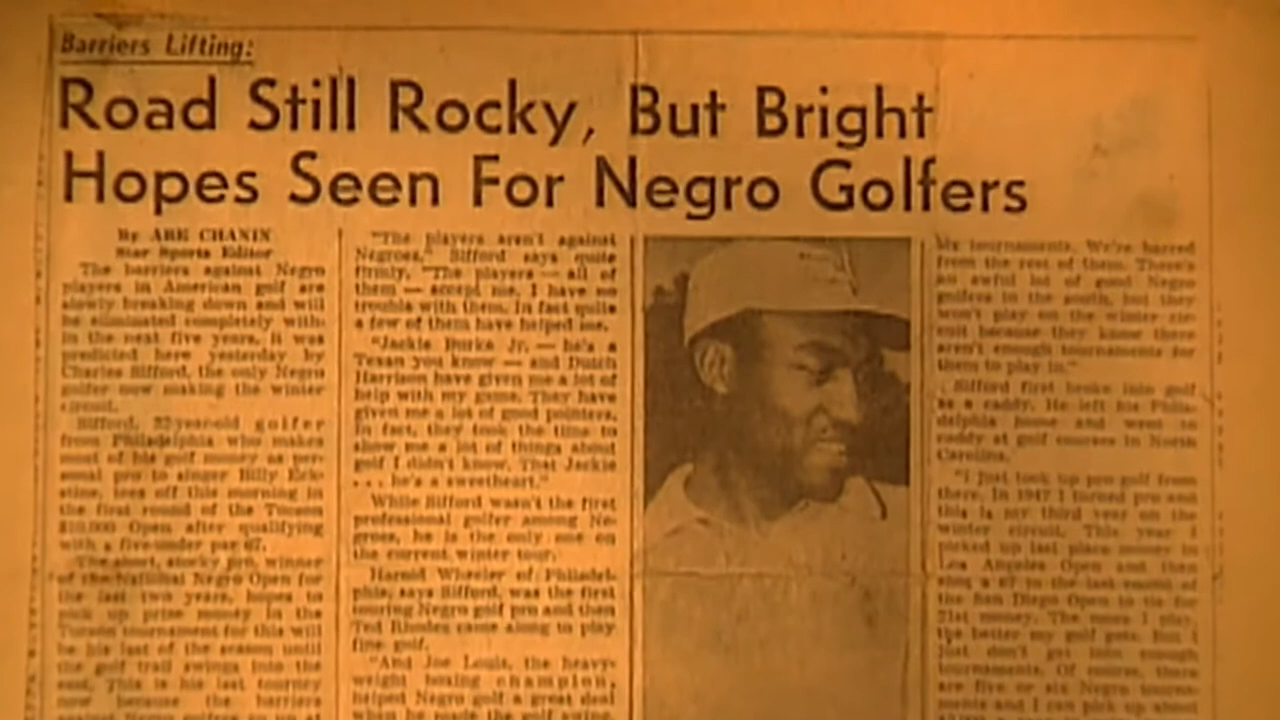 Barriers Lifting:
Road Still Rocky, But Bright
Hopes Seen For Negro Golfers
By ABE CHANIN
Star Sports Editor
The barriers against Negro
players in American golf are
slowly breaking down and will
be eliminated completely with-
in the next five years, it was
predicted here yesterday by
Charles Sifford, the only Negro
golfer now making the winter
circuit.
Sifford, golfer
from Philadelphia who makes
most of his golf money as per-
sonal pro to singer Billy Eck-
stine, tees off this morning in
the first round of the Tucson
$10,000 Open after qualifying
with a five-under par 67.
The short, stocky pro, winner
of the National Negro Open for
the last two years, hopes to
pick up prize money in the
Tucson tournament for this will
be his last of the season until
the golf trail swings into the
east. This is his last tourney
now because the barriers
against Negro golfers
"The players aren't against
Negroes," Sifford says quite
firmly. "The players — all of
them — accept me. I have no
trouble with them. In fact quite
a few of them have helped me.
"Jackie Burke Jr. — he's a
Texan you know — and Dutch
Harrison have given me a lot of
help with my game. They have
given me a lot of good pointers.
In fact, they took the time to
show me a lot of things about
golf I didn't know. That Jackie
. . . he's a sweetheart."
While Sifford wasn't the first
professional golfer among Ne-
groes, he is the only one on
the current winter tour.
Harold Wheeler of Philadel-
phia, says Sifford, was the first
touring Negro golf pro and then
Ted Rhodes came along to play
fine golf.
"And Joe Louis, the heavy-
weight boxing champion,
helped Negro golf a great deal
when he made the golf swing.
tournaments. We're barred
from the rest of them. There's
an awful lot of good Negro
golfers in the south, but they
won't play on the winter cir-
cuit because they know there
aren't enough tournaments for
them to play in."
Sifford first broke into golf
as a caddy. He left his Phila-
delphia home and went to
caddy at golf courses in North
Carolina.
"I just took up pro golf from
there. In 1947 I turned pro and
this is my third year on the
winter circuit. This year I
picked up last place money in
Los Angeles Open and then
shot a 67 in the last round of
the San Diego Open to tie for
21st money. The more I play,
the better my golf gets. But I
just don't get into enough
tournaments. Of course, there
are five or six Negro tourna-
ments and I can pick up about